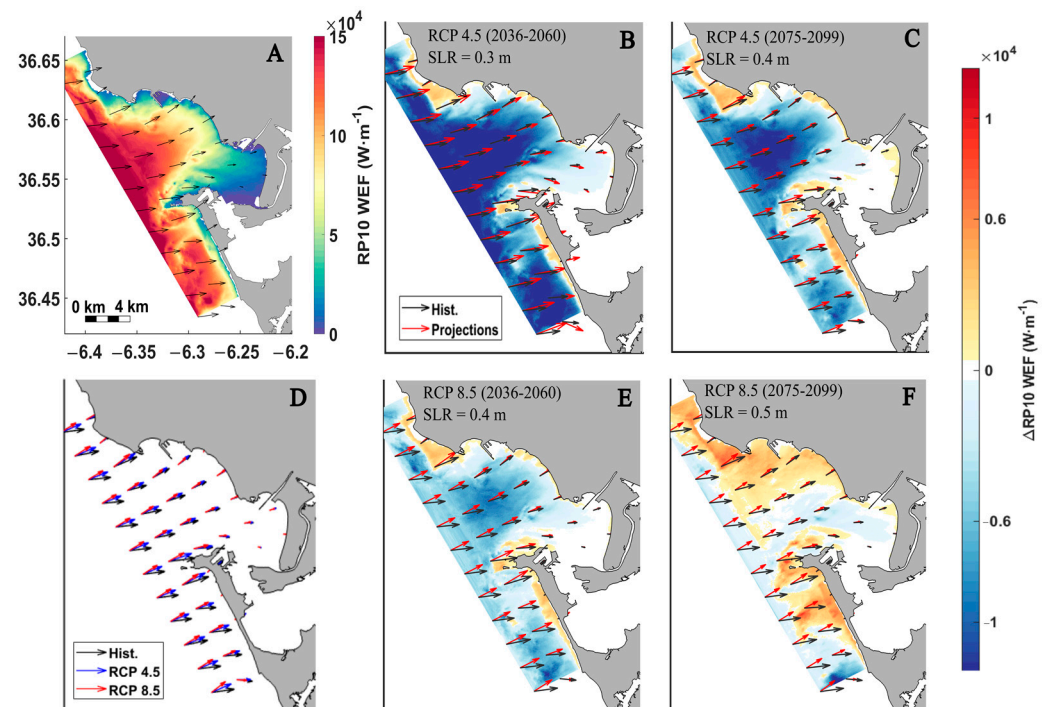 A
×10⁴
15
10
5
0
RP10 WEF (W·m⁻¹)
36.65
36.6
36.55
36.5
36.45
0 km 4 km
−6.4 −6.35 −6.3 −6.25 −6.2
RCP 4.5 (2036-2060)
SLR = 0.3 m
B
Hist.
Projections
RCP 4.5 (2075-2099)
SLR = 0.4 m
C
×10⁴
1
0.6
0
−0.6
−1
ΔRP10 WEF (W·m⁻¹)
D
Hist.
RCP 4.5
RCP 8.5
RCP 8.5 (2036-2060)
SLR = 0.4 m
E
RCP 8.5 (2075-2099)
SLR = 0.5 m
F